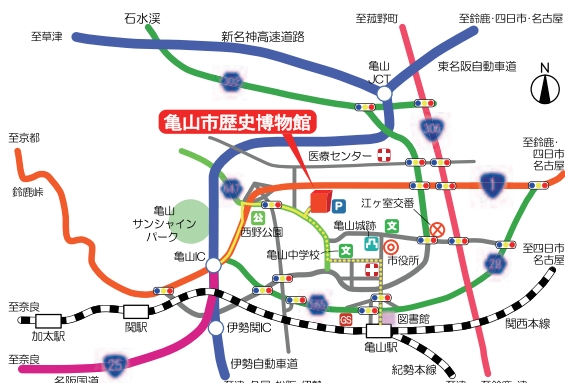 至菰野町
至鈴鹿・四日市・名古屋
石水渓
至草津
新名神高速道路
亀山
JCT
東名阪自動車道
302
306
N
亀山市歴史博物館
至京都
医療センター
至鈴鹿・
四日市
名古屋
鈴鹿峠
1
647
P
江ヶ室交番
亀山
サンシャイン
パーク
公
西野公園
亀山城跡
文
文
亀山中学校
市役所
至四日市
名古屋
亀山IC
28
至奈良
関駅
GS
図書館
加太駅
伊勢関IC
亀山駅
関西本線
至奈良
25
伊勢自動車道
紀勢本線
名阪国道